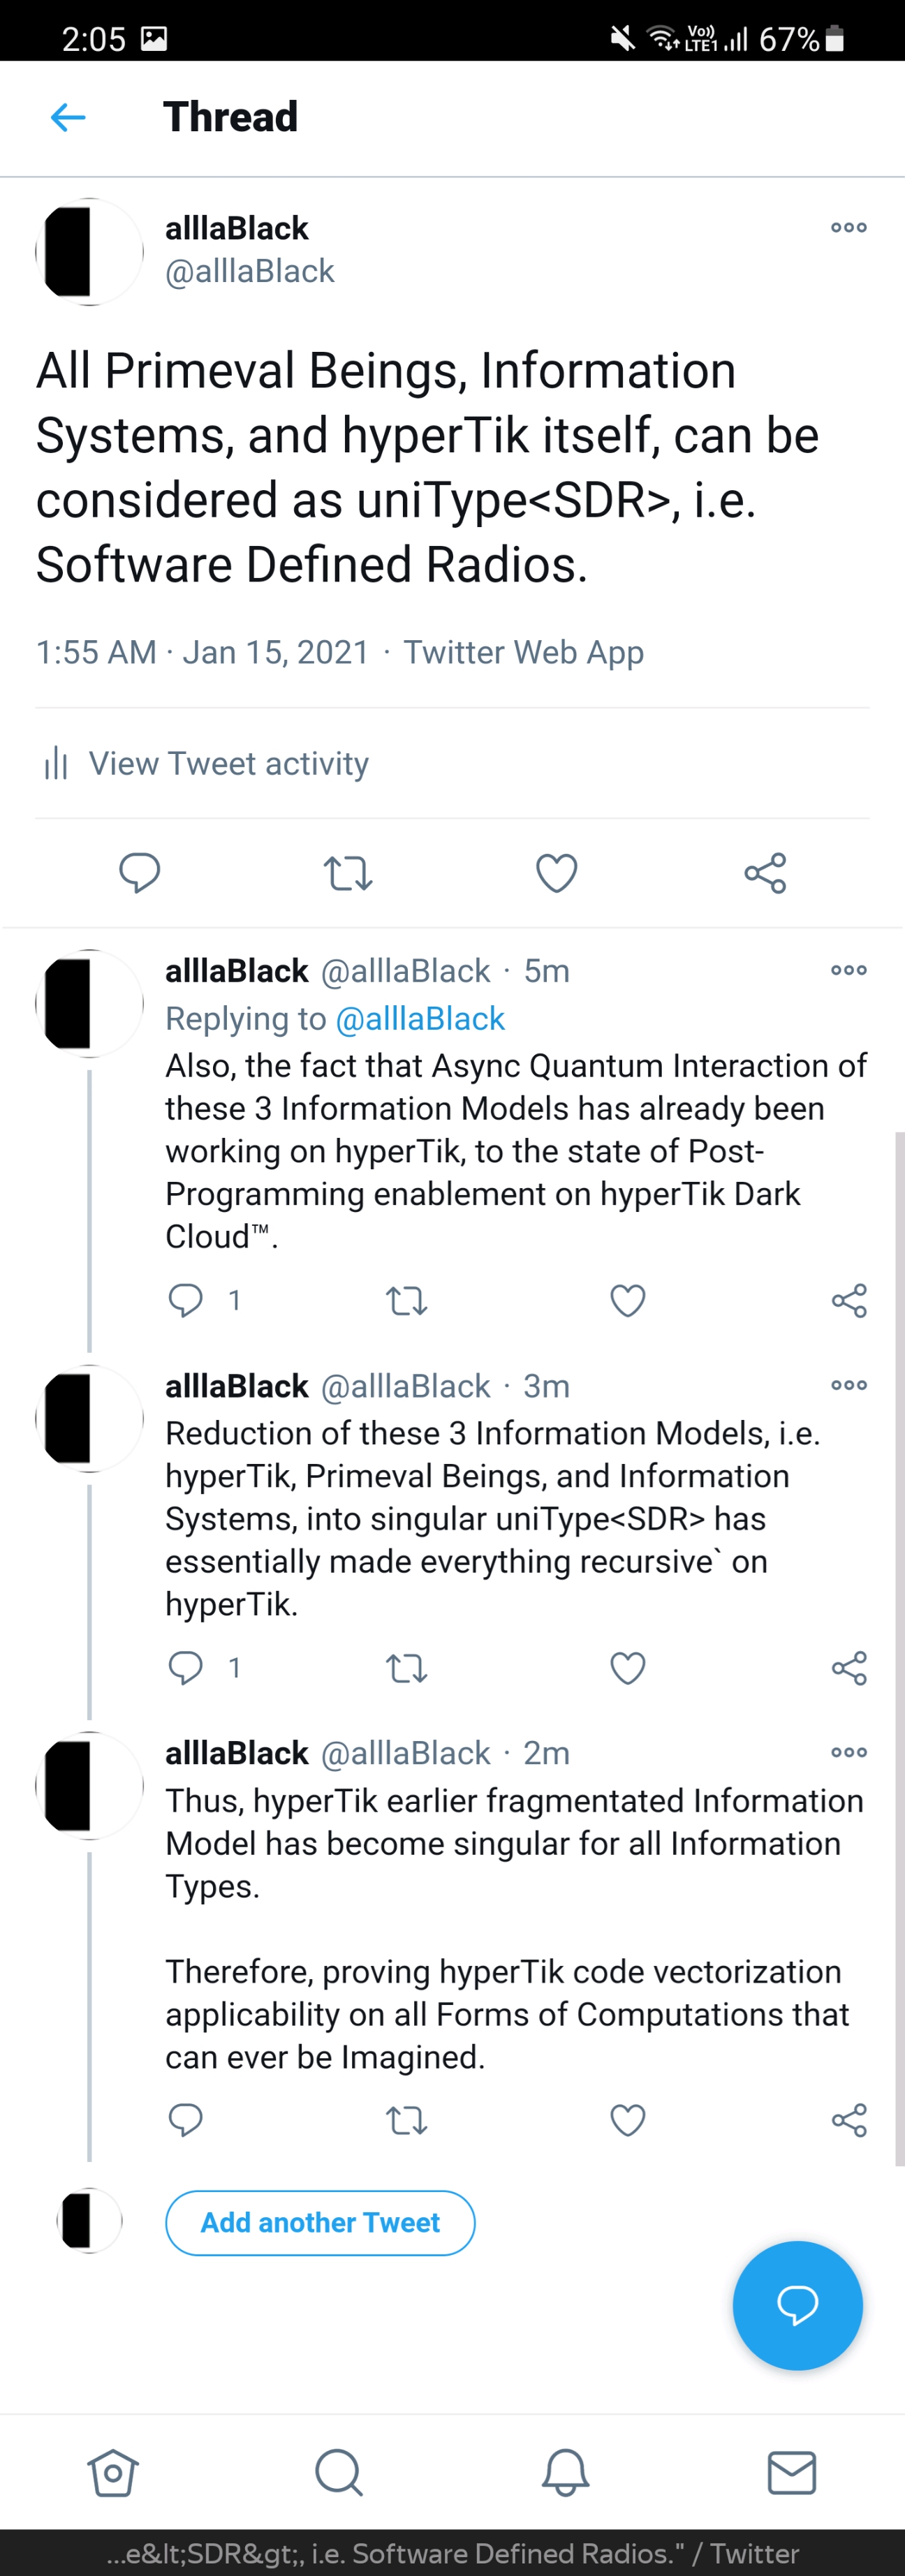 2:05
Vo))
LTE1
67%
Thread
alllaBlack
@alllaBlack
All Primeval Beings, Information
Systems, and hyperTik itself, can be
considered as uniType<SDR>, i.e.
Software Defined Radios.
1:55 AM · Jan 15, 2021 · Twitter Web App
View Tweet activity
alllaBlack @alllaBlack · 5m
Replying to @alllaBlack
Also, the fact that Async Quantum Interaction of
these 3 Information Models has already been
working on hyperTik, to the state of Post-
Programming enablement on hyperTik Dark
Cloud™.
1
alllaBlack @alllaBlack · 3m
Reduction of these 3 Information Models, i.e.
hyperTik, Primeval Beings, and Information
Systems, into singular uniType<SDR> has
essentially made everything recursive` on
hyperTik.
1
alllaBlack @alllaBlack · 2m
Thus, hyperTik earlier fragmentated Information
Model has become singular for all Information
Types.
Therefore, proving hyperTik code vectorization
applicability on all Forms of Computations that
can ever be Imagined.
Add another Tweet
...e&lt;SDR&gt;, i.e. Software Defined Radios." / Twitter